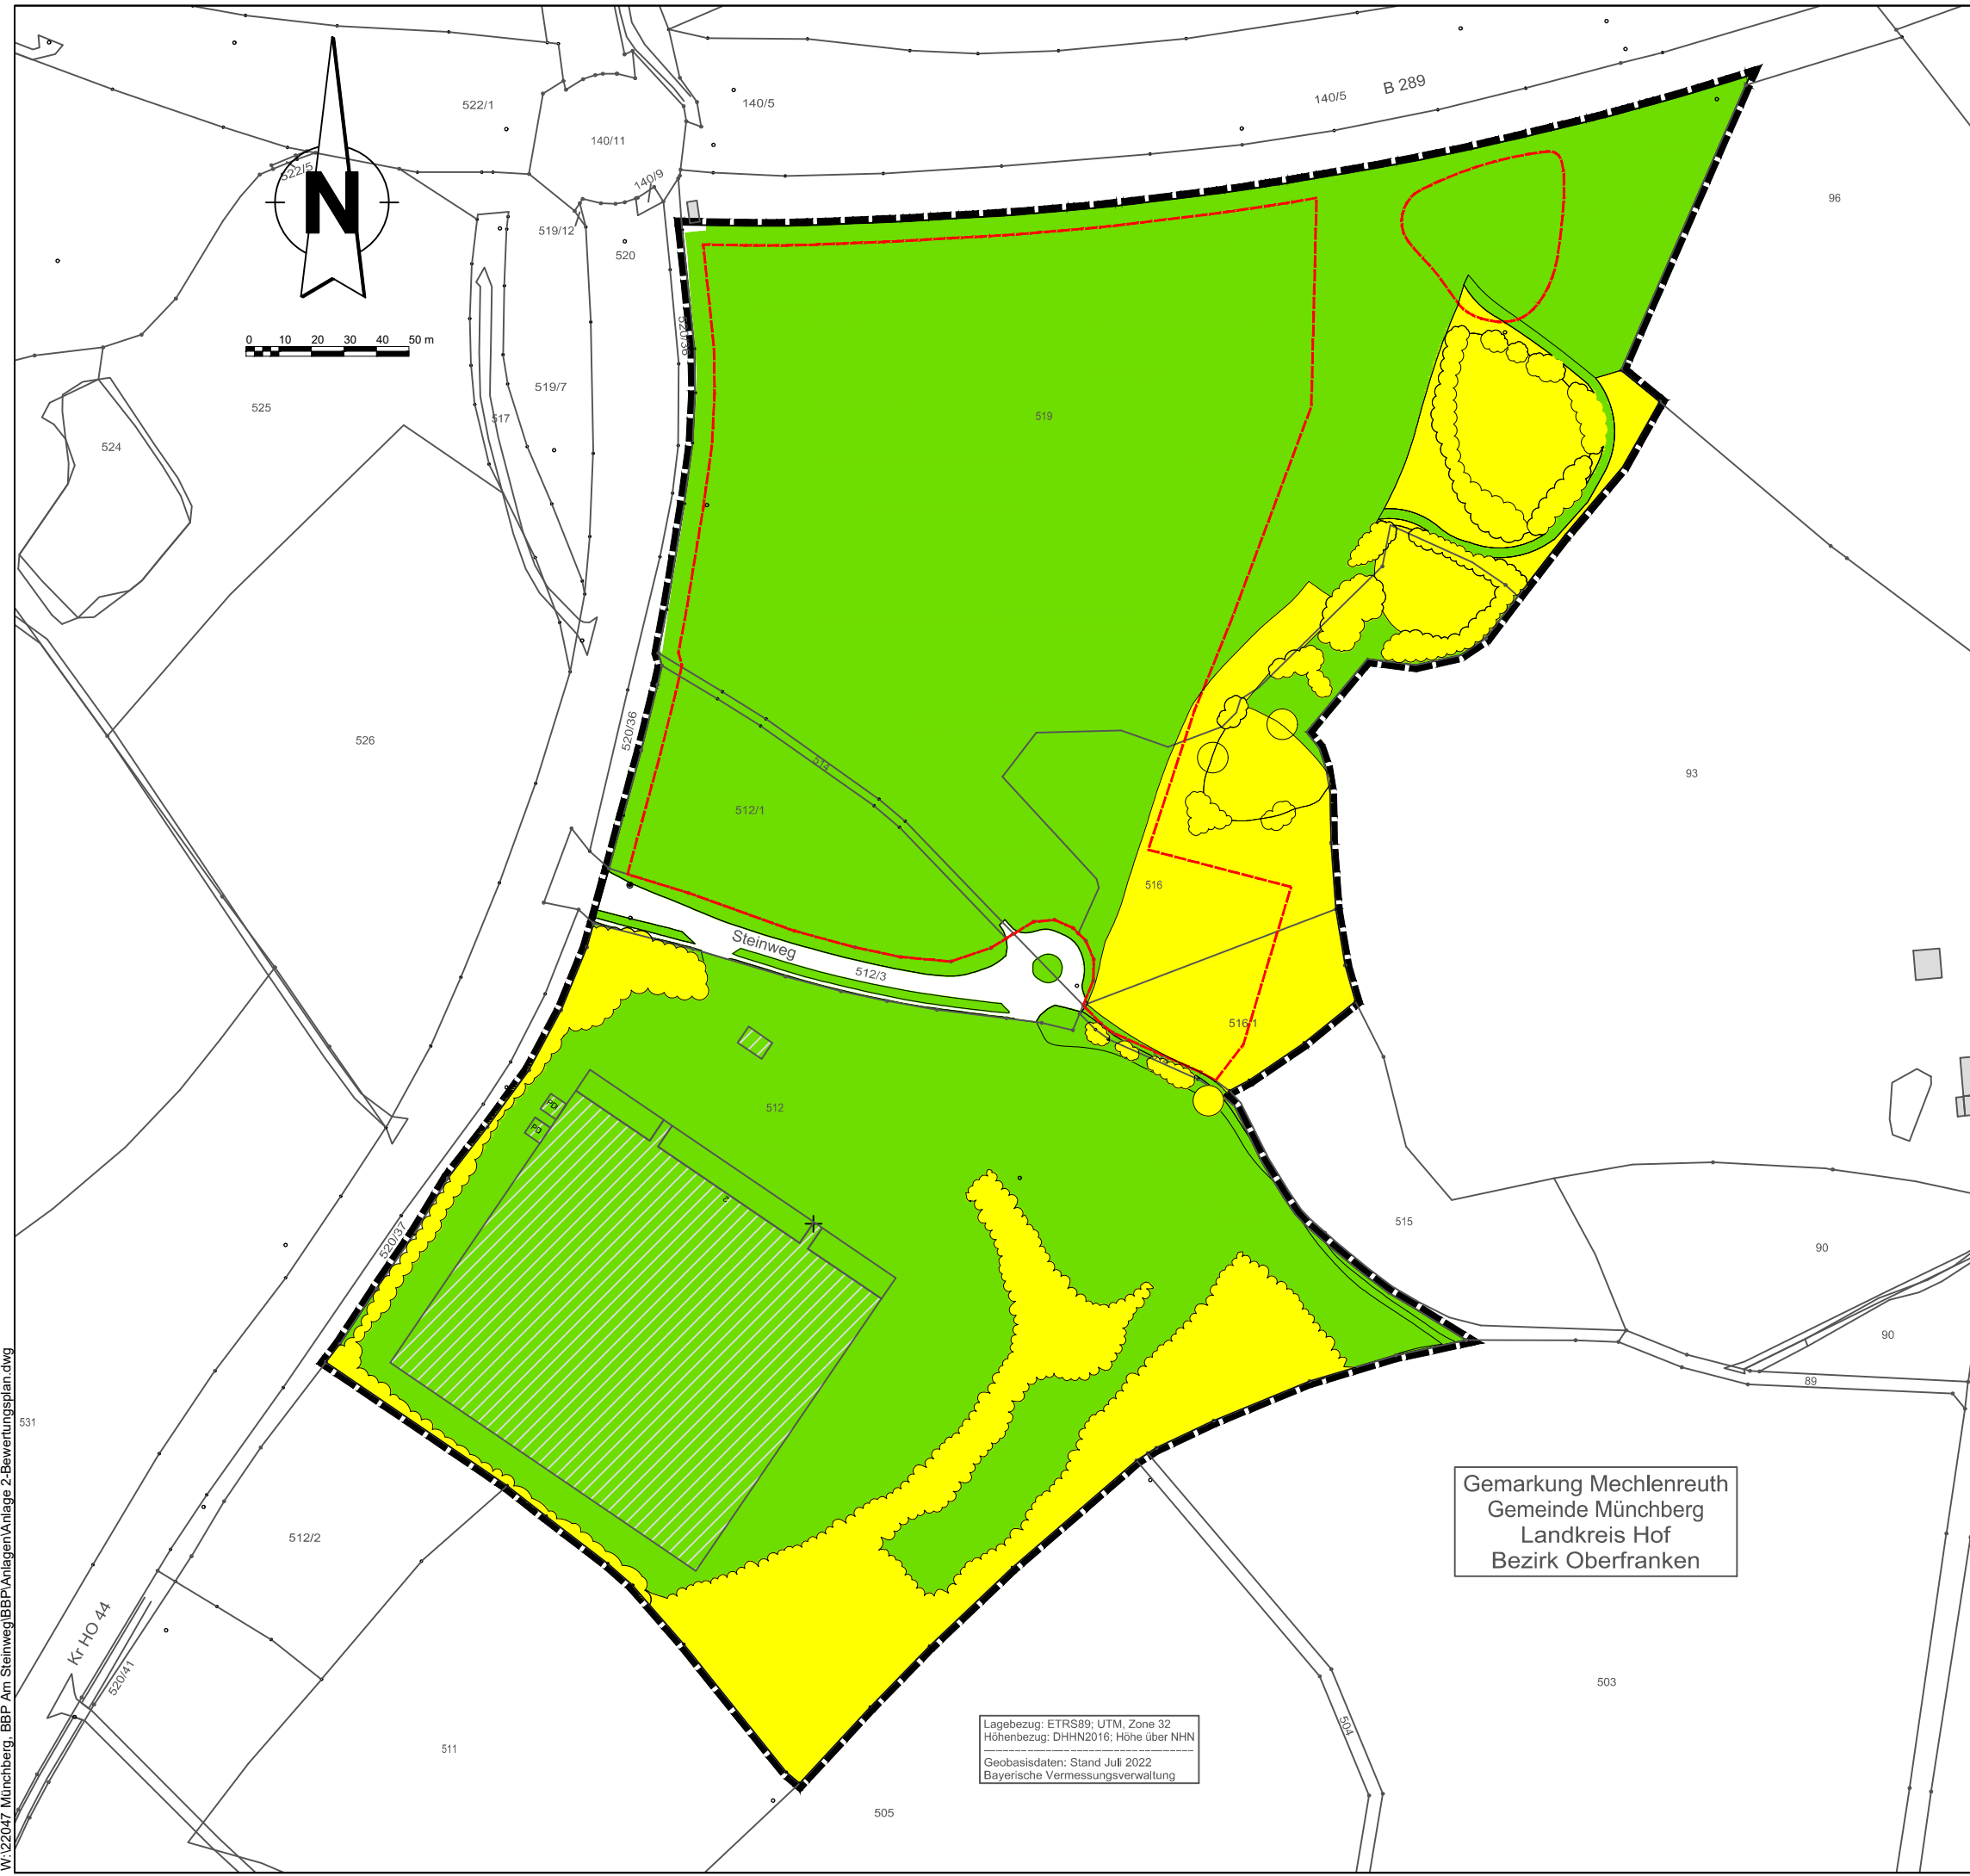 B 289
140/5
140/5
522/1
140/11
140/9
522/5
N
519/12
520
96
520/36
0 10 20 30 40 50 m
519/7
525
517
519
524
520/36
526
514
93
512/1
516
Steinweg
512/3
516/1
512
515
520/37
90
90
89
531
Gemarkung Mechlenreuth
Gemeinde Münchberg
Landkreis Hof
Bezirk Oberfranken
512/2
Kr HO 44
520/41
503
504
Lagebezug: ETRS89; UTM, Zone 32
Höhenbezug: DHHN2016; Höhe über NHN
Geobasisdaten: Stand Juli 2022
Bayerische Vermessungsverwaltung
511
505
W:\22047 Münchberg, BBP Am Steinweg\BBP\Anlagen\Anlage 2-Bewertungsplan.dwg